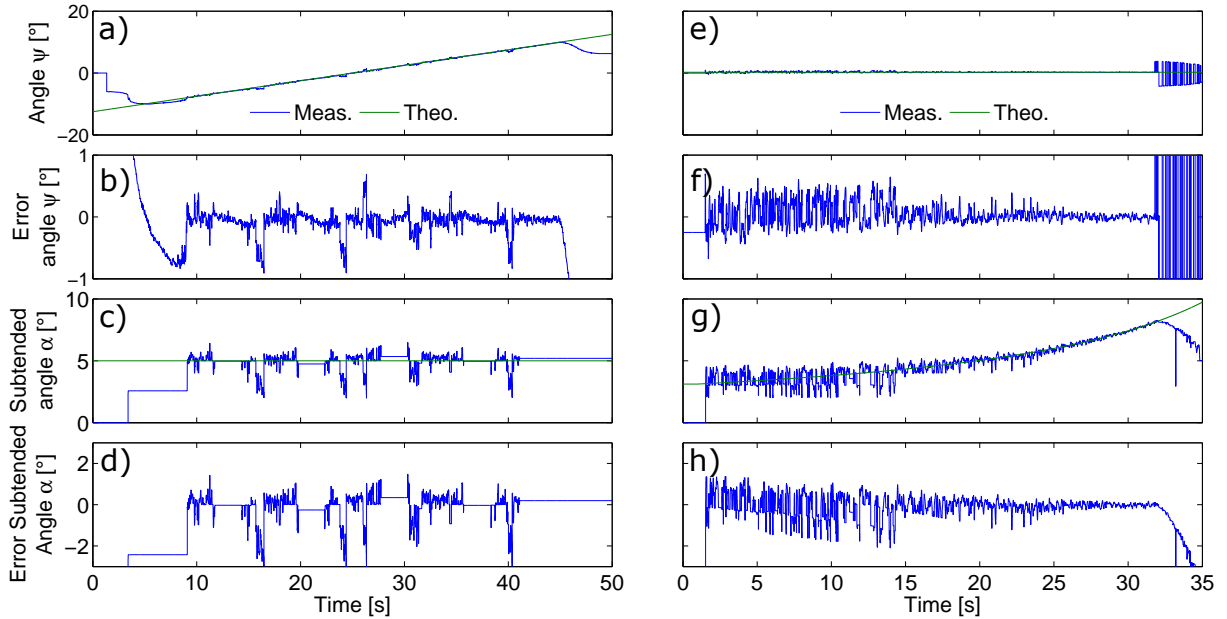 a)
20
0
−20
Angle ψ [°]
Meas. Theo.
b)
1
0
−1
Error
angle ψ [°]
c)
10
5
0
Subtended
angle α [°]
d)
2
0
−2
Error Subtended
Angle α [°]
0 10 20 30 40 50
Time [s]
e)
Meas. Theo.
f)
g)
h)
0 5 10 15 20 25 30 35
Time [s]